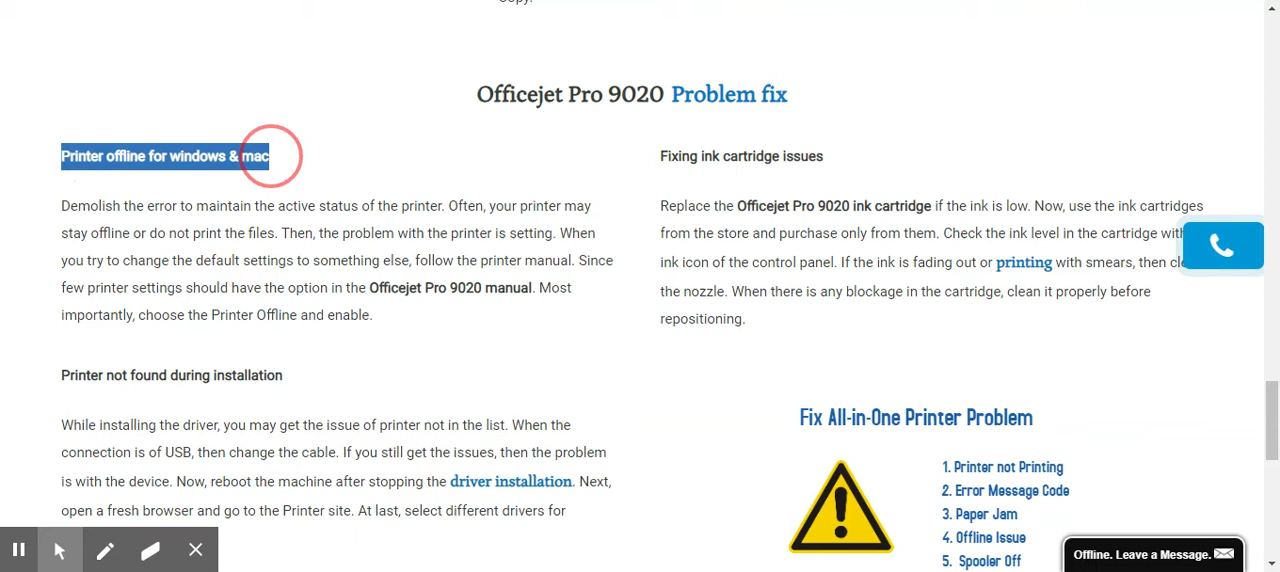 copy.
Officejet Pro 9020 Problem fix
Printer offline for windows & mac
Demolish the error to maintain the active status of the printer. Often, your printer may
stay offline or do not print the files. Then, the problem with the printer is setting. When
you try to change the default settings to something else, follow the printer manual. Since
few printer settings should have the option in the Officejet Pro 9020 manual. Most
importantly, choose the Printer Offline and enable.
Printer not found during installation
While installing the driver, you may get the issue of printer not in the list. When the
connection is of USB, then change the cable. If you still get the issues, then the problem
is with the device. Now, reboot the machine after stopping the driver installation. Next,
open a fresh browser and go to the Printer site. At last, select different drivers for
Fixing ink cartridge issues
Replace the Officejet Pro 9020 ink cartridge if the ink is low. Now, use the ink cartridges
from the store and purchase only from them. Check the ink level in the cartridge with
ink icon of the control panel. If the ink is fading out or printing with smears, then
the nozzle. When there is any blockage in the cartridge, clean it properly before
repositioning.
Fix All-in-One Printer Problem
1. Printer not Printing
2. Error Message Code
3. Paper Jam
4. Offline Issue
5. Spooler Off
Offline. Leave a Message.